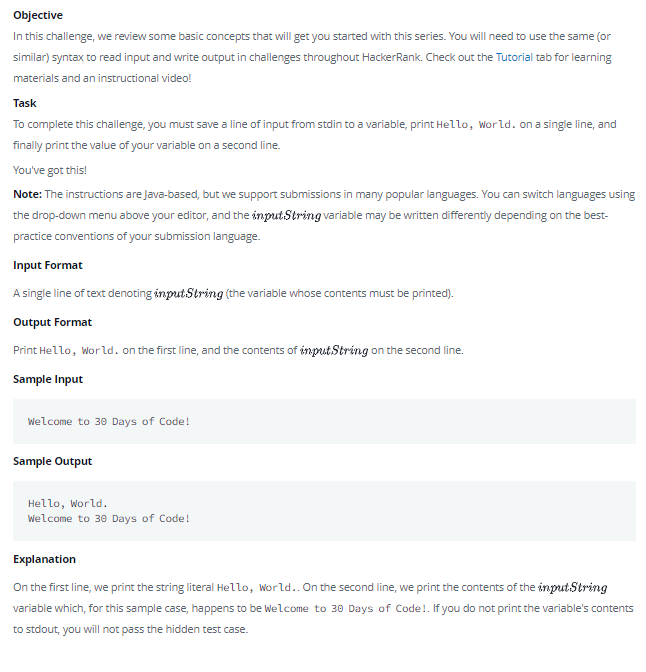 Objective
In this challenge, we review some basic concepts that will get you started with this series. You will need to use the same (or
similar) syntax to read input and write output in challenges throughout HackerRank. Check out the Tutorial tab for learning
materials and an instructional video!
Task
To complete this challenge, you must save a line of input from stdin to a variable, print Hello, World. on a single line, and
finally print the value of your variable on a second line.
You've got this!
Note: The instructions are Java-based, but we support submissions in many popular languages. You can switch languages using
the drop-down menu above your editor, and the inputString variable may be written differently depending on the best-
practice conventions of your submission language.
Input Format
A single line of text denoting inputString (the variable whose contents must be printed).
Output Format
Print Hello, World. on the first line, and the contents of inputString on the second line.
Sample Input
Welcome to 30 Days of Code!
Sample Output
Hello, World.
Welcome to 30 Days of Code!
Explanation
On the first line, we print the string literal Hello, World.. On the second line, we print the contents of the inputString
variable which, for this sample case, happens to be Welcome to 30 Days of Code!. If you do not print the variable's contents
to stdout, you will not pass the hidden test case.